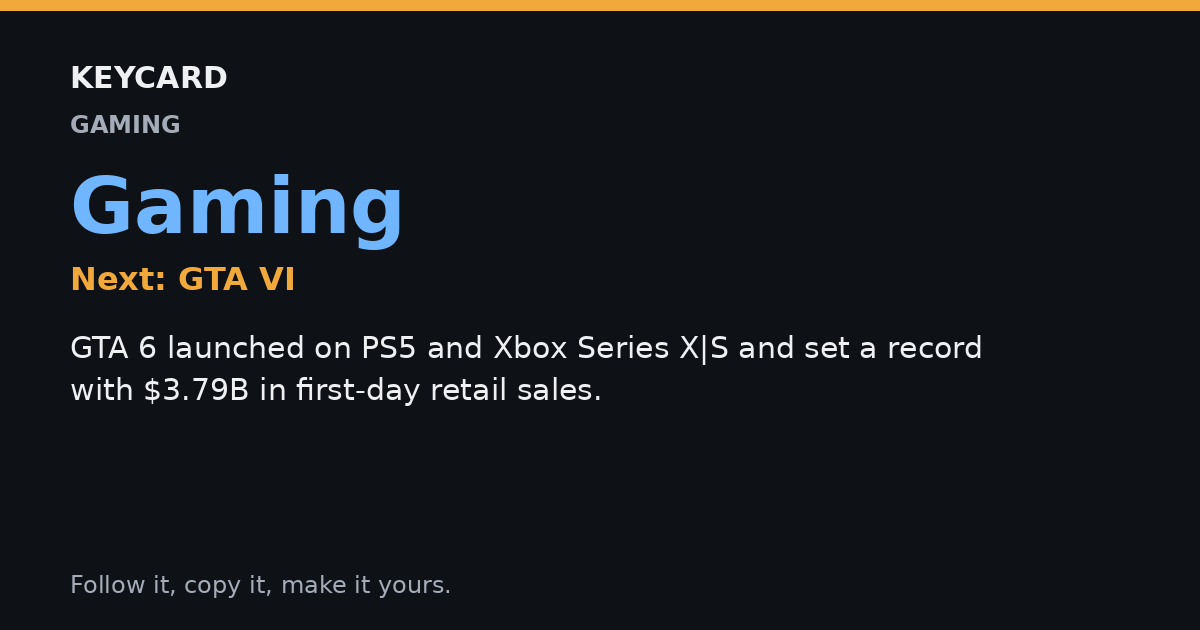 KEYCARD
GAMING
Gaming
Next: GTA VI
GTA 6 launched on PS5 and Xbox Series X|S and set a record
with $3.79B in first-day retail sales.
Follow it, copy it, make it yours.